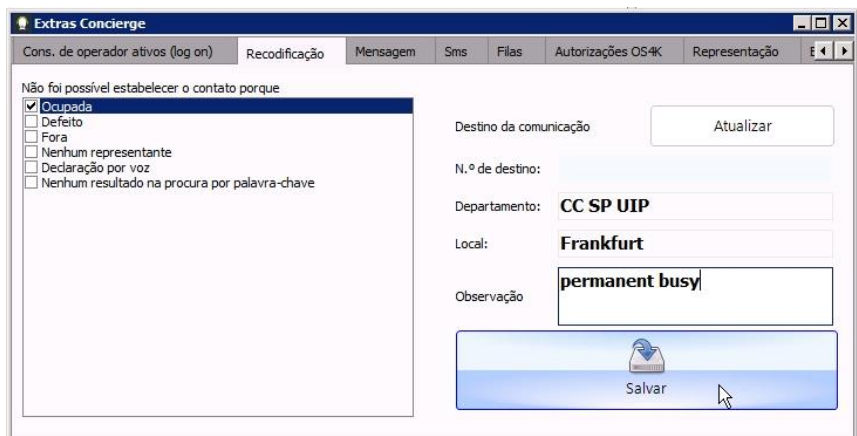 Extras Concierge
Cons. de operador ativos (log on) Recodificação Mensagem Sms Filas Autorizações OS4K Representação
Não foi possível estabelecer o contato porque
Ocupada
Defeito
Fora
Nenhum representante
Declaração por voz
Nenhum resultado na procura por palavra-chave
Destino da comunicação Atualizar
N.º de destino:
Departamento: CC SP UIP
Local: Frankfurt
Observação permanent busy
Salvar